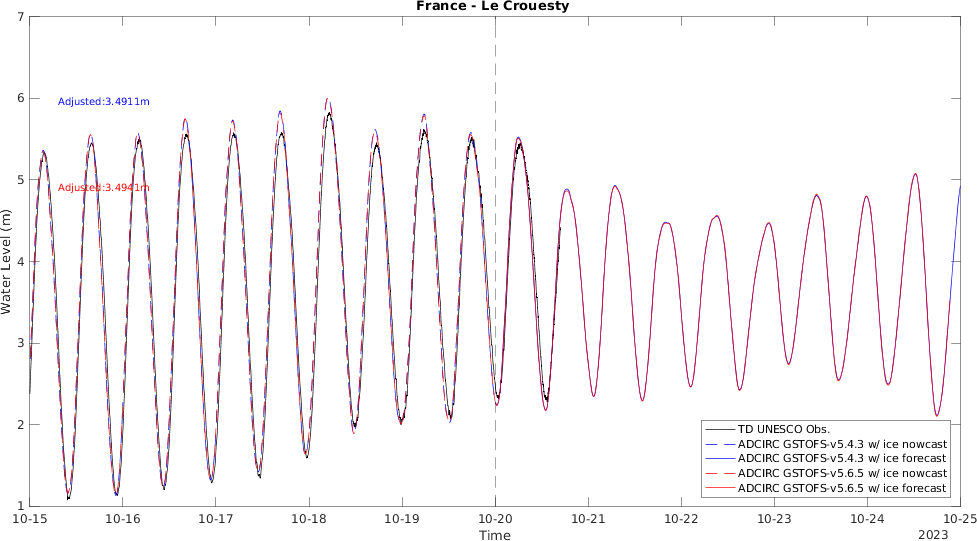 France - Le Crouesty
7
6
5
4
3
2
1
Water Level (m)
Adjusted:3.4911m
Adjusted:3.4941m
TD UNESCO Obs.
ADCIRC GSTOFS-v5.4.3 w/ ice nowcast
ADCIRC GSTOFS-v5.4.3 w/ ice forecast
ADCIRC GSTOFS-v5.6.5 w/ ice nowcast
ADCIRC GSTOFS-v5.6.5 w/ ice forecast
10-15 10-16 10-17 10-18 10-19 10-20 10-21 10-22 10-23 10-24 10-25
Time
2023